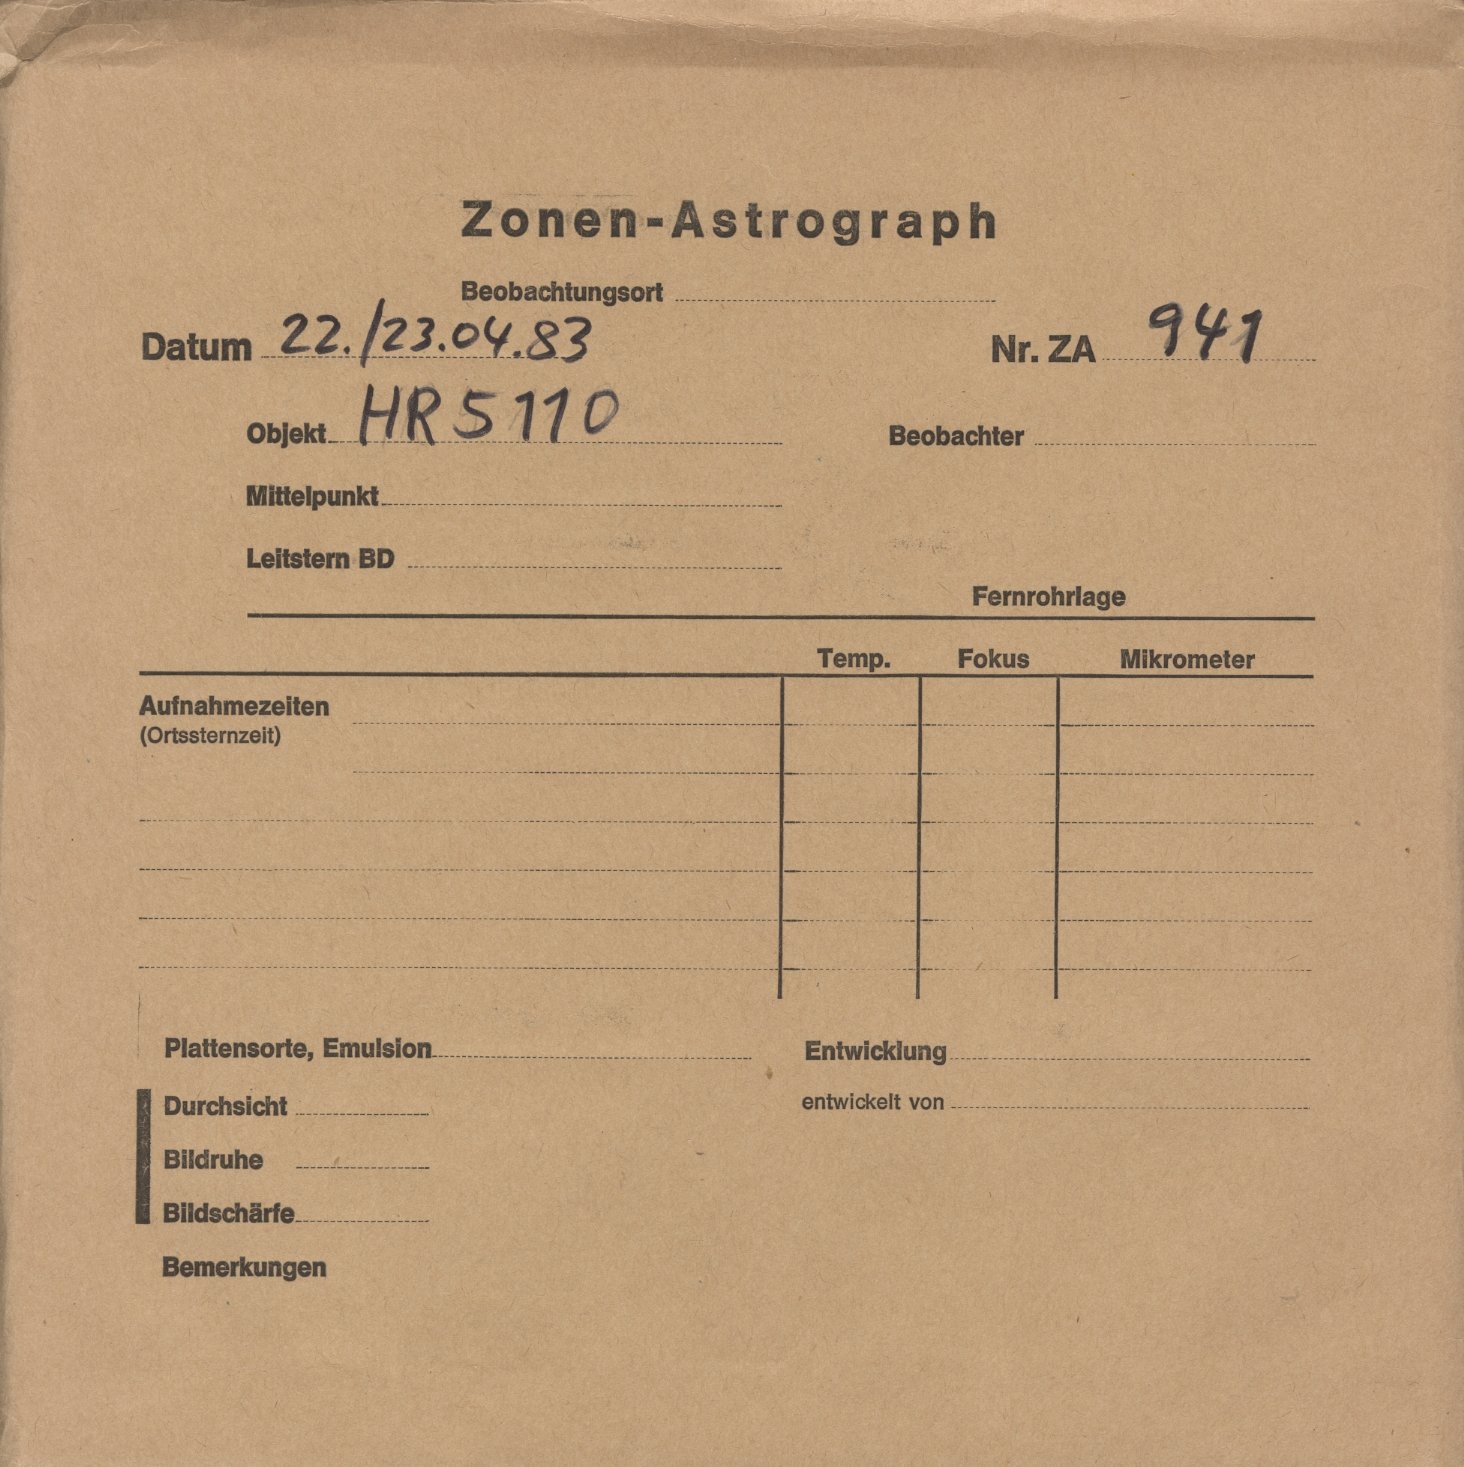 Zonen-Astrograph
Beobachtungsort
Datum 22./23.04.83 Nr. ZA 941
Objekt HR 5110 Beobachter
Mittelpunkt
Leitstern BD
Fernrohrlage
Temp. Fokus Mikrometer
Aufnahmezeiten
(Ortssternzeit)
Plattensorte, Emulsion Entwicklung
Durchsicht entwickelt von
Bildruhe
Bildschärfe
Bemerkungen